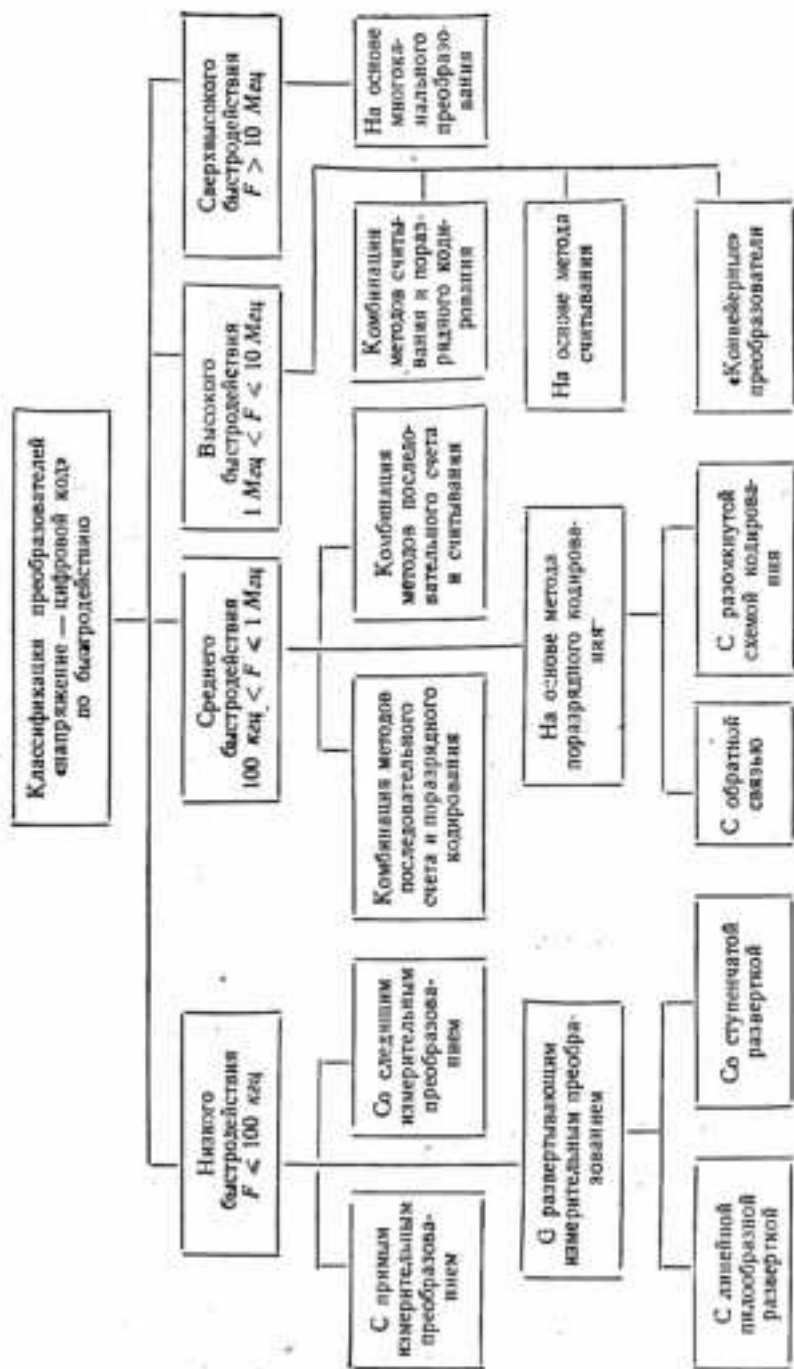 Классификация преобразователей
«напряжение — цифровой код»
по быстродействию
Низкого
быстродействия
F ⩽ 100 кгц
Среднего
быстродействия
100 кгц < F ⩽ 1 Мгц
Высокого
быстродействия
1 Мгц < F < 10 Мгц
Сверхвысокого
быстродействия
F > 10 Мгц
С прямым
измерительным
преобразова-
нием
Со следящим
измерительным
преобразова-
нием
Комбинация методов
последовательного
счета и поразрядного
кодирования
Комбинация
методов последо-
вательного счета
и считывания
Комбинация
методов считы-
вания и пораз-
рядного коди-
рования
На основе
многока-
нального
преобразо-
вания
С развертывающим
измерительным преобра-
зованием
На основе метода
поразрядного кодирова-
ния
На основе метода
считывания
С линейной
пилообразной
разверткой
Со ступенчатой
разверткой
С обратной
связью
С разомкнутой
схемой кодирова-
ния
«Конвейерные»
преобразователи